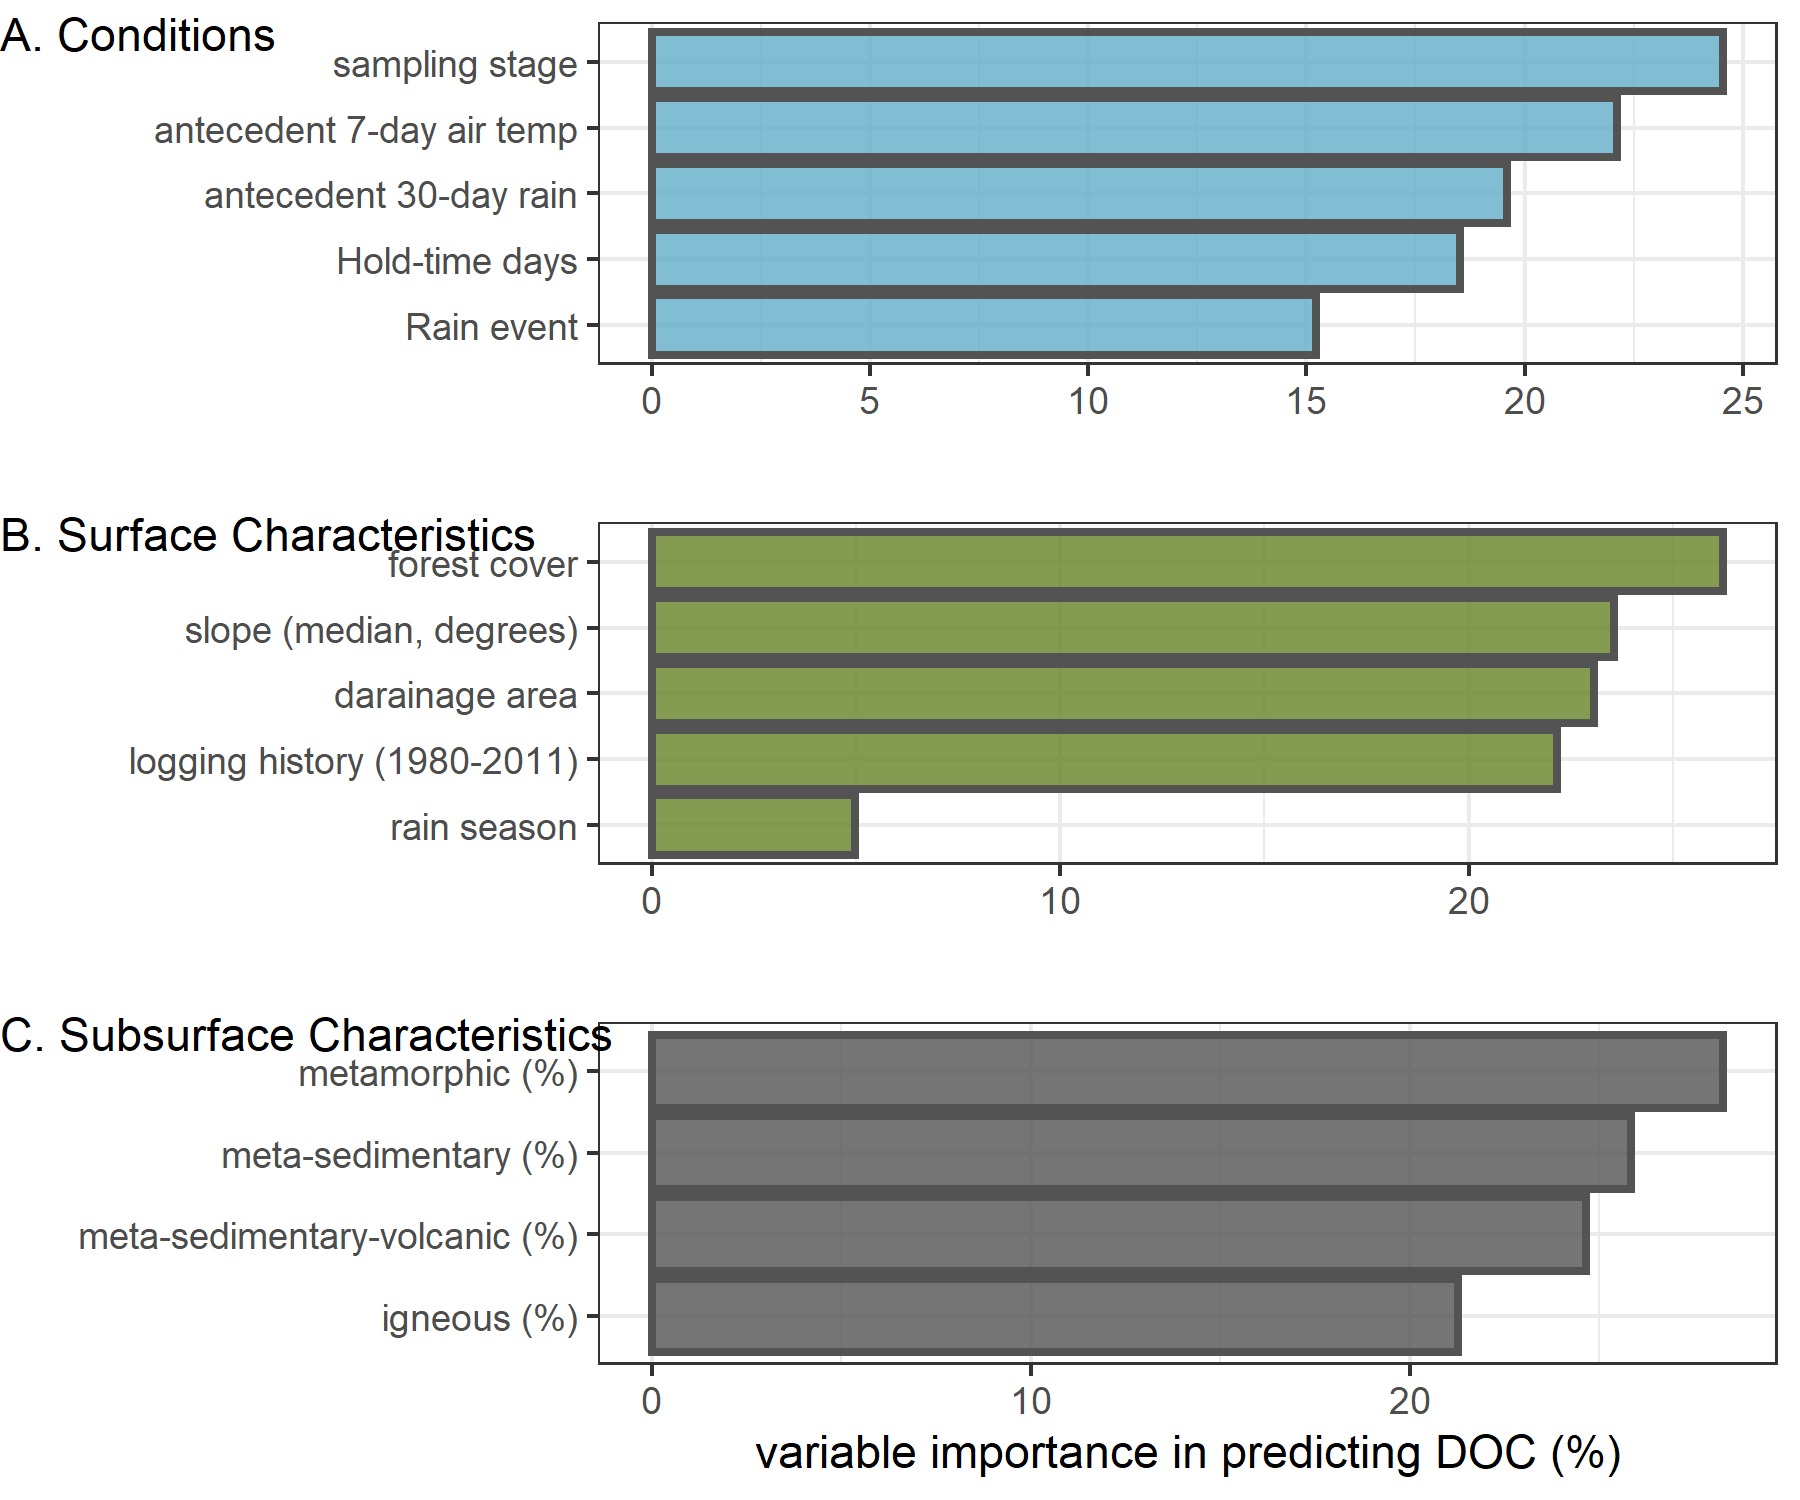 A. Conditions
sampling stage
antecedent 7-day air temp
antecedent 30-day rain
Hold-time days
Rain event
0 5 10 15 20 25
B. Surface Characteristics
forest cover
slope (median, degrees)
darainage area
logging history (1980-2011)
rain season
0 10 20
C. Subsurface Characteristics
metamorphic (%)
meta-sedimentary (%)
meta-sedimentary-volcanic (%)
igneous (%)
0 10 20
variable importance in predicting DOC (%)